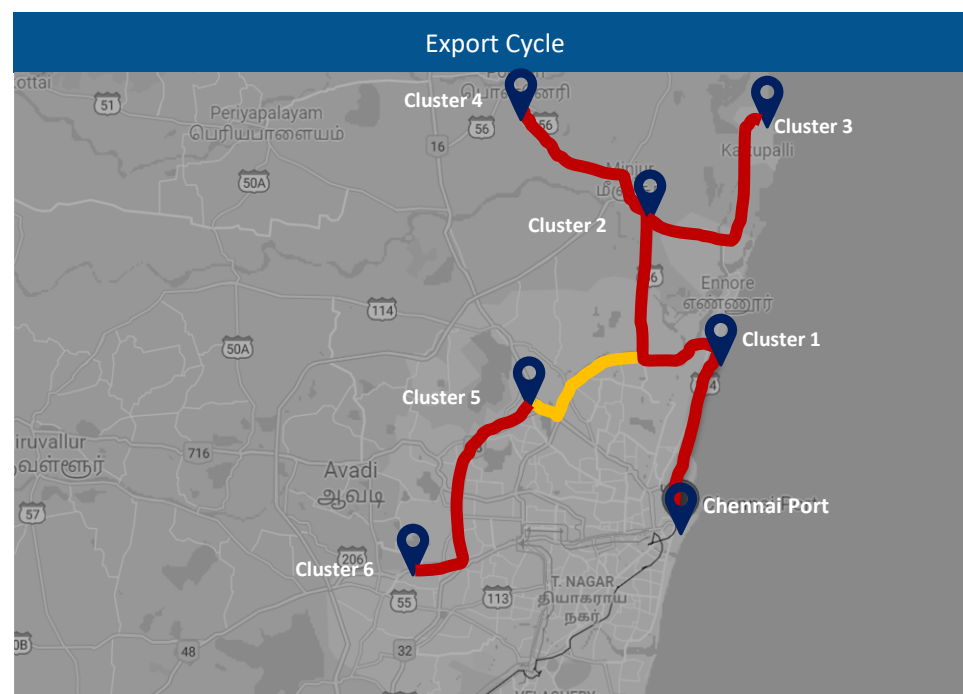 Export Cycle
Cluster 4
51
Periyapalayam
பெரியபாளையம்
56
56
Cluster 3
16
Minjur
50A
Cluster 2
Ennore
எண்ணூர்
114
Cluster 1
50A
Cluster 5
716
Avadi
ஆவடி
57
Chennai Port
206
Cluster 6
T. NAGAR
தியாகராய
நகர்
113
55
48
32